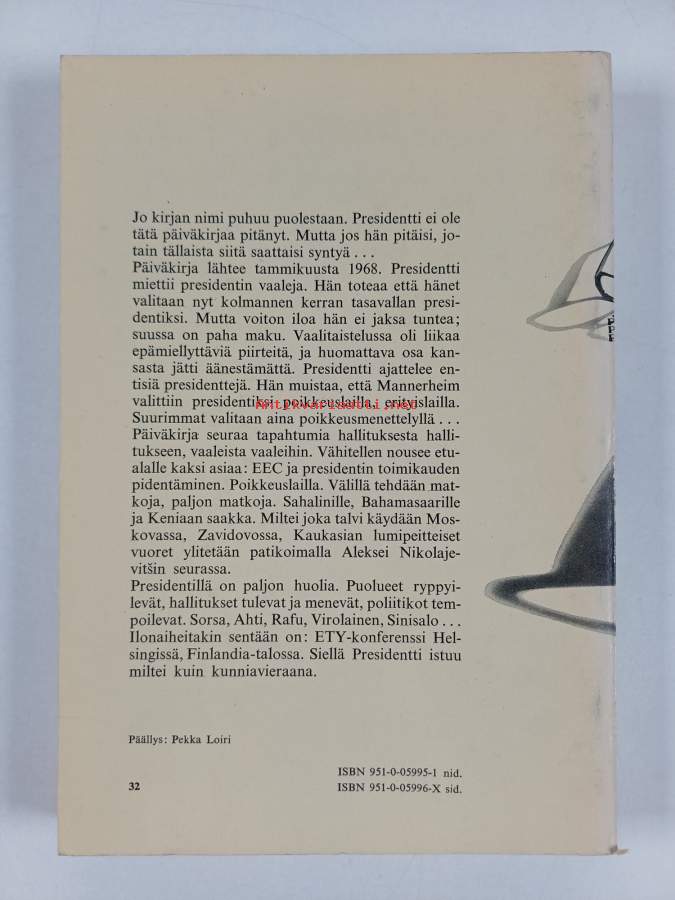 Jo kirjan nimi puhuu puolestaan. Presidentti ei ole
tätä päiväkirjaa pitänyt. Mutta jos hän pitäisi, jo-
tain tällaista siitä saattaisi syntyä . . .
Päiväkirja lähtee tammikuusta 1968. Presidentti
miettii presidentin vaaleja. Hän toteaa että hänet
valitaan nyt kolmannen kerran tasavallan presi-
dentiksi. Mutta voiton iloa hän ei jaksa tuntea;
suussa on paha maku. Vaalitaistelussa oli liikaa
epämiellyttäviä piirteitä, ja huomattava osa kan-
sasta jätti äänestämättä. Presidentti ajattelee en-
tisiä presidenttejä. Hän muistaa, että Mannerheim
valittiin presidentiksi poikkeuslailla, erityislailla.
Antikvariaatti.net
Suurimmat valitaan aina poikkeusmenettelyllä . . .
Päiväkirja seuraa tapahtumia hallituksesta halli-
tukseen, vaaleista vaaleihin. Vähitellen nousee etu-
alalle kaksi asiaa: EEC ja presidentin toimikauden
pidentäminen. Poikkeuslailla. Välillä tehdään mat-
koja, paljon matkoja. Sahalinille, Bahamasaarille
ja Keniaan saakka. Miltei joka talvi käydään Mos-
kovassa, Zavidovossa, Kaukasian lumipeitteiset
vuoret ylitetään patikoimalla Aleksei Nikolaje-
vitšin seurassa.
Presidentillä on paljon huolia. Puolueet ryppyi-
levät, hallitukset tulevat ja menevät, poliitikot tem-
poilevat. Sorsa, Ahti, Rafu, Virolainen, Sinisalo . . .
Ilonaiheitakin sentään on: ETY-konferenssi Hel-
singissä, Finlandia-talossa. Siellä Presidentti istuu
miltei kuin kunniavieraana.
Päällys: Pekka Loiri
ISBN 951-0-05995-1 nid.
32 ISBN 951-0-05996-X sid.